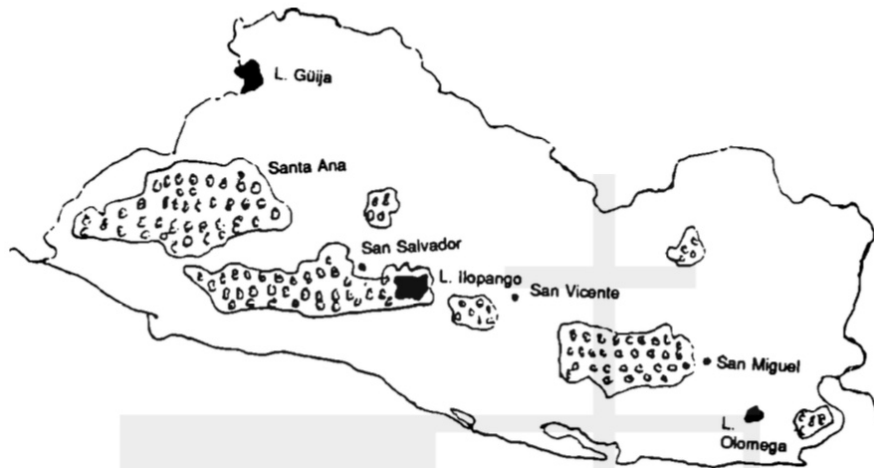 L. Güija
Santa Ana
San Salvador
L. ilopango
San Vicente
San Miguel
L.
Olomega